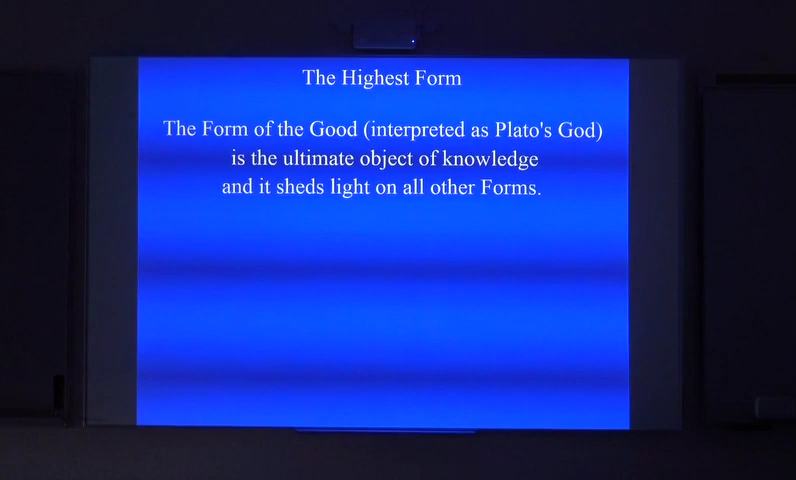 The Highest Form
The Form of the Good (interpreted as Plato's God)
is the ultimate object of knowledge
and it sheds light on all other Forms.